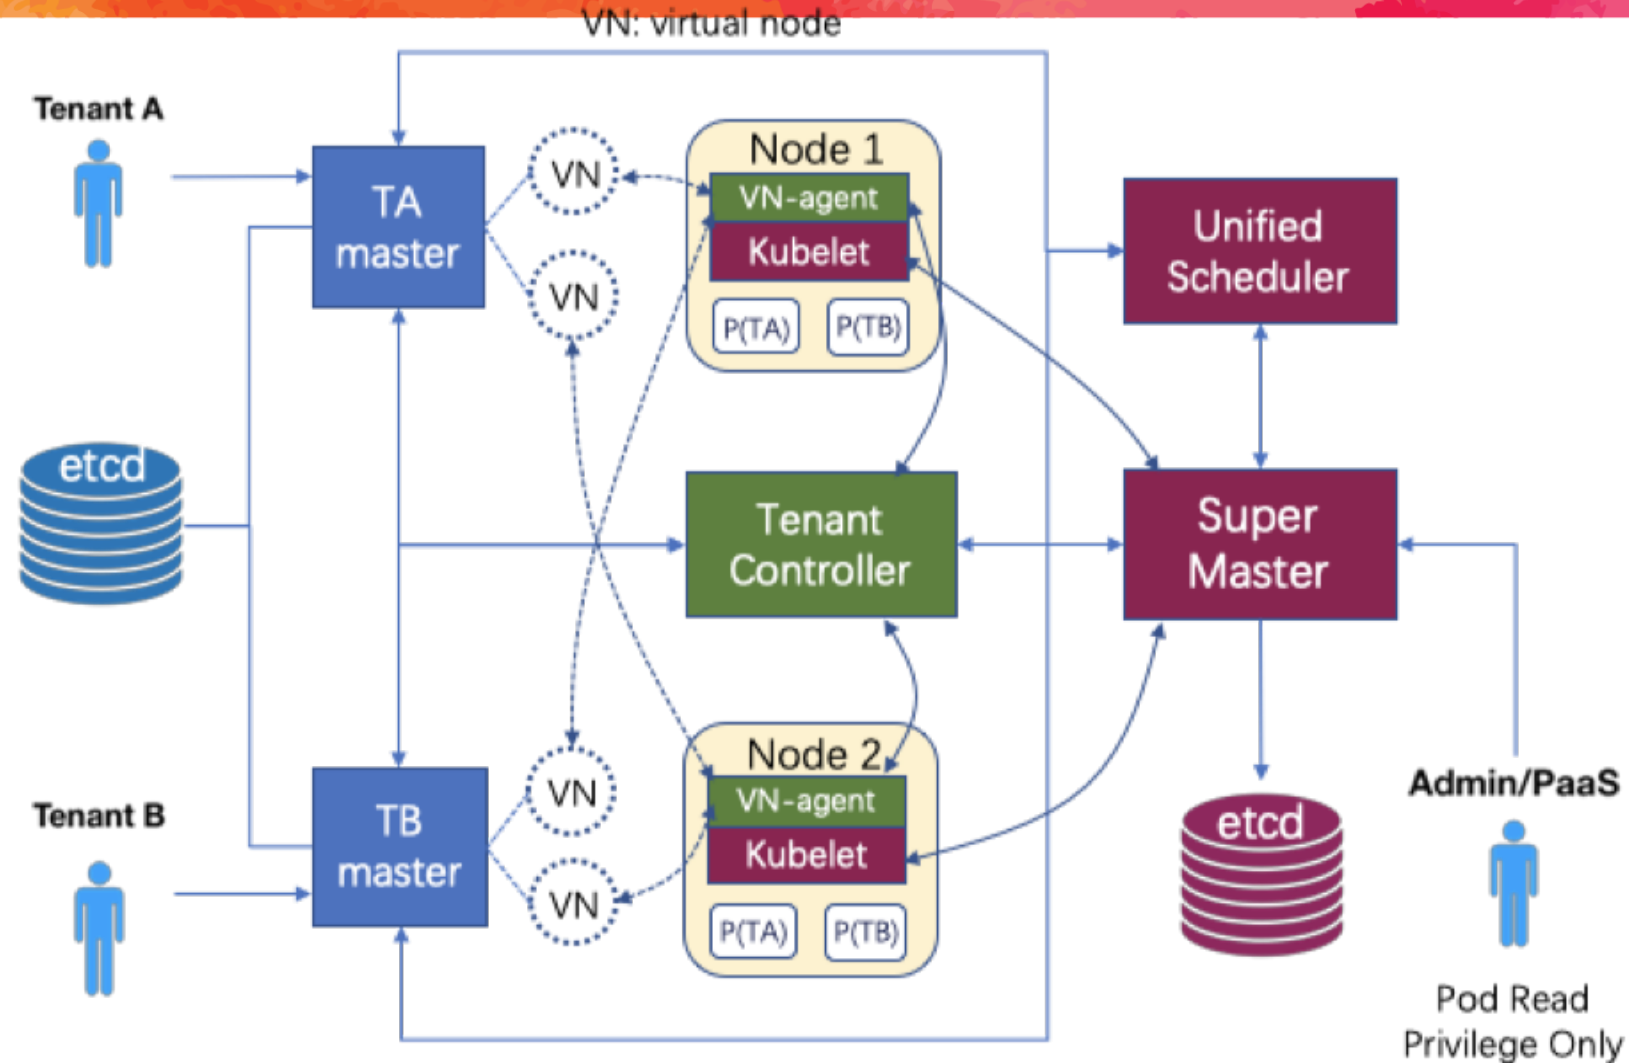 VN: virtual node
Tenant A
TA
master
VN
VN
Node 1
VN-agent
Kubelet
P(TA)
P(TB)
Unified
Scheduler
etcd
Tenant
Controller
Super
Master
Tenant B
TB
master
VN
VN
Node 2
VN-agent
Kubelet
P(TA)
P(TB)
etcd
Admin/PaaS
Pod Read
Privilege Only